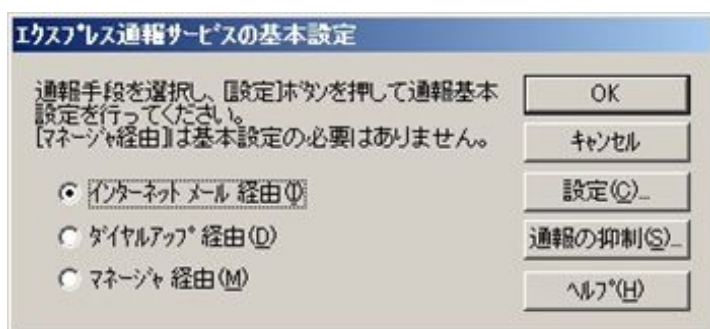 エクスプレス通報サービスの基本設定
通報手段を選択し、[設定]ボタンを押して通報基本
設定を行ってください。
[マネージャ経由]は基本設定の必要はありません。
インターネット メール 経由(I)
ダイヤルアップ 経由(D)
マネージャ 経由(M)
OK
キャンセル
設定(C)...
通報の抑制(S)...
ヘルプ(H)